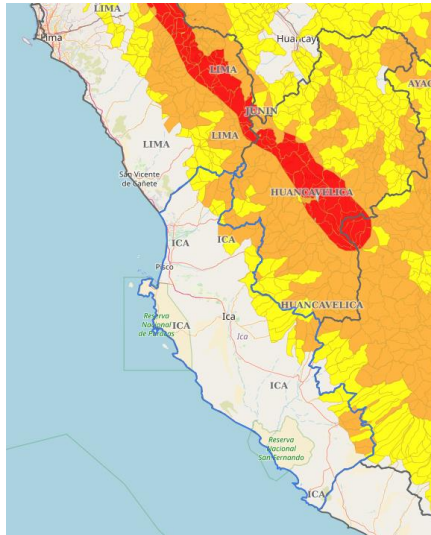 LIMA
Lima
Huancay
LIMA
AYAC
JUNIN
LIMA
LIMA
San Vicente
de Cañete
HUANCAVELICA
ICA
ICA
Pisco
HUANCAVELICA
Reserva
Nacional
de Paracas
ICA
Ica
Ica
ICA
Reserva
Nacional
San Fernando
ICA